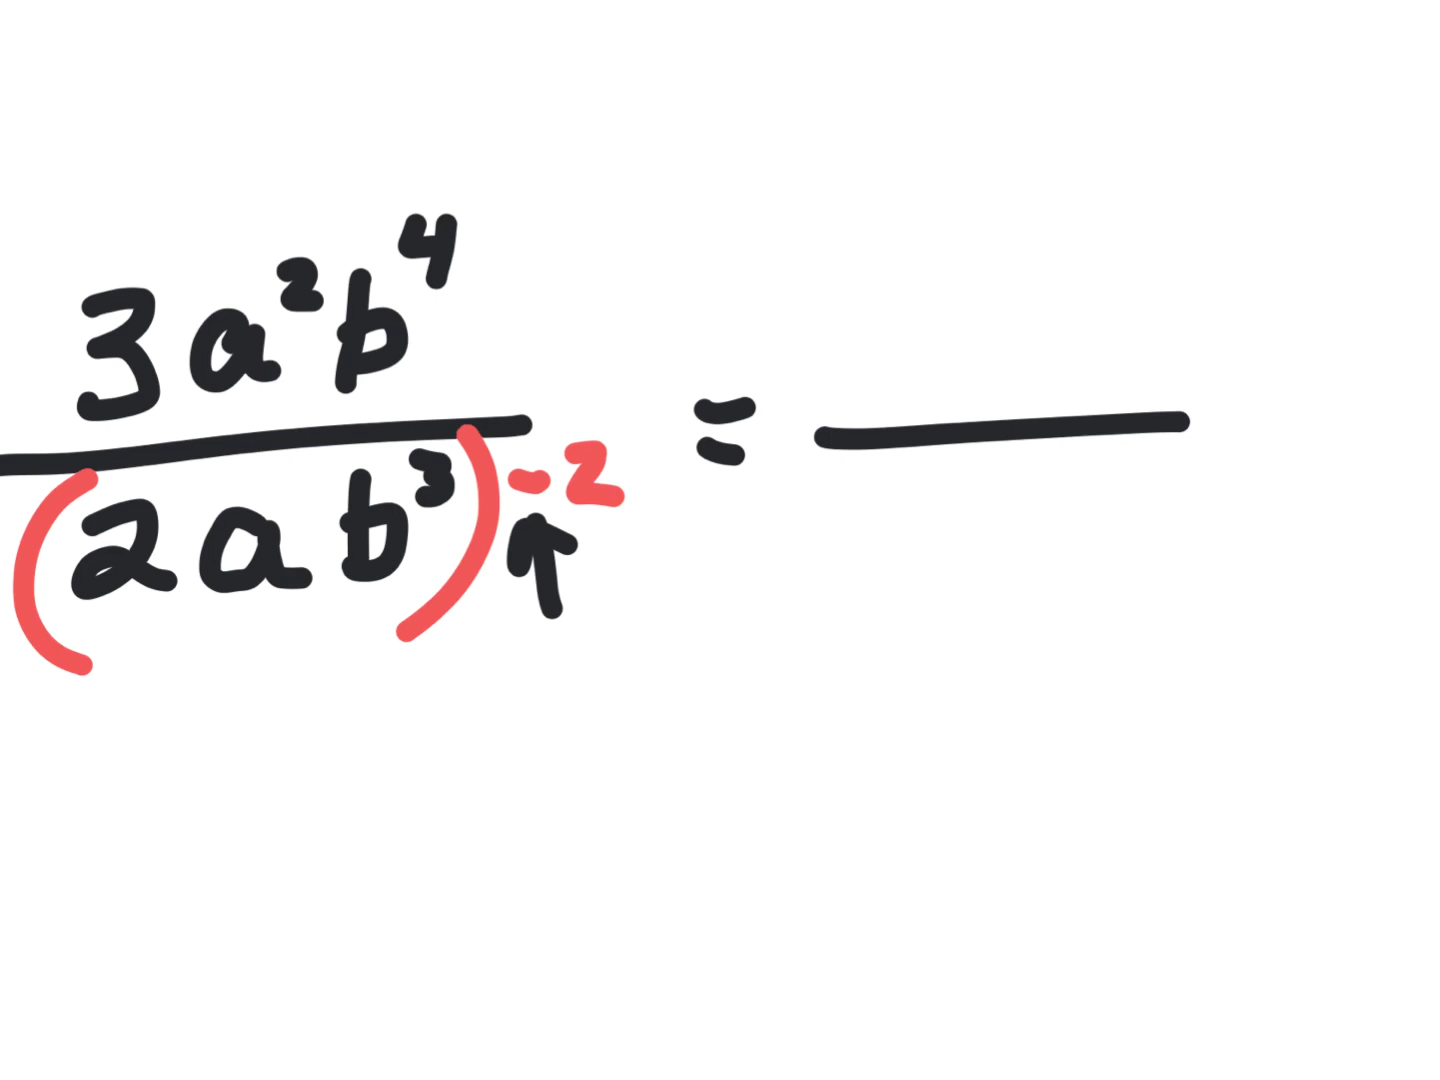 3a²b⁴
(2ab³)⁻² =
↑